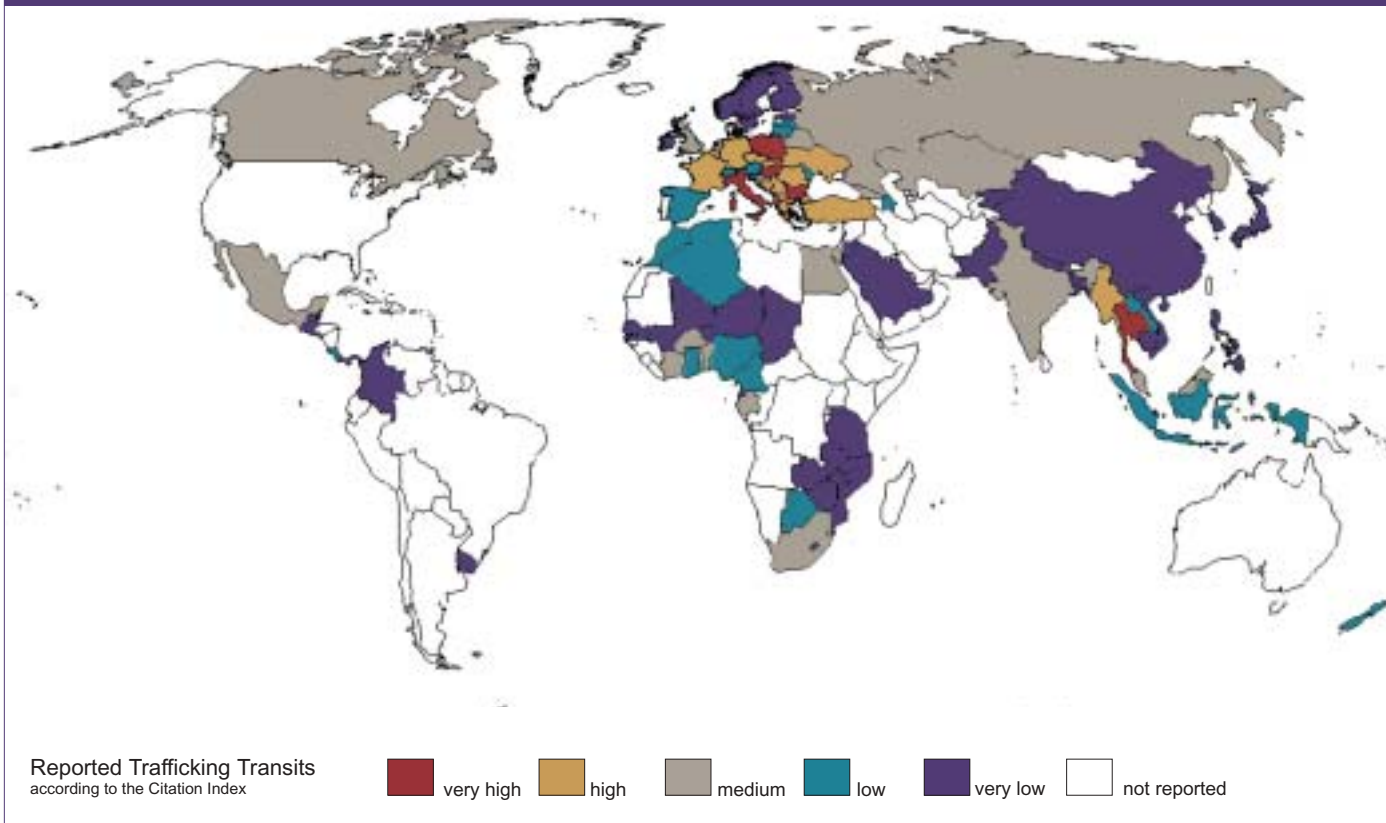 Reported Trafficking Transits
according to the Citation Index
very high
high
medium
low
very low
not reported